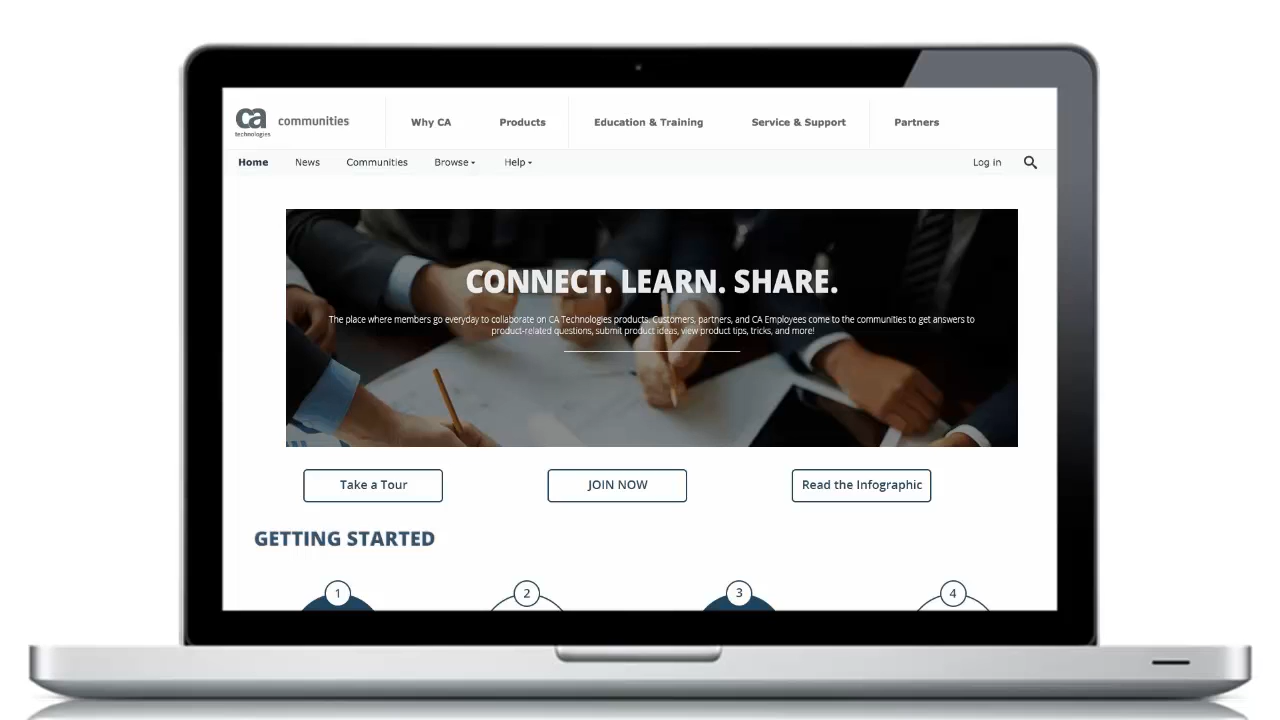 ca
technologies
communities
Why CA
Products
Education & Training
Service & Support
Partners
Home
News
Communities
Browse
Help
Log in
CONNECT. LEARN. SHARE.
The place where members go everyday to collaborate on CA Technologies products. Customers, partners, and CA Employees come to the communities to get answers to
product-related questions, submit product ideas, view product tips, tricks, and more!
Take a Tour
JOIN NOW
Read the Infographic
GETTING STARTED
1
2
3
4